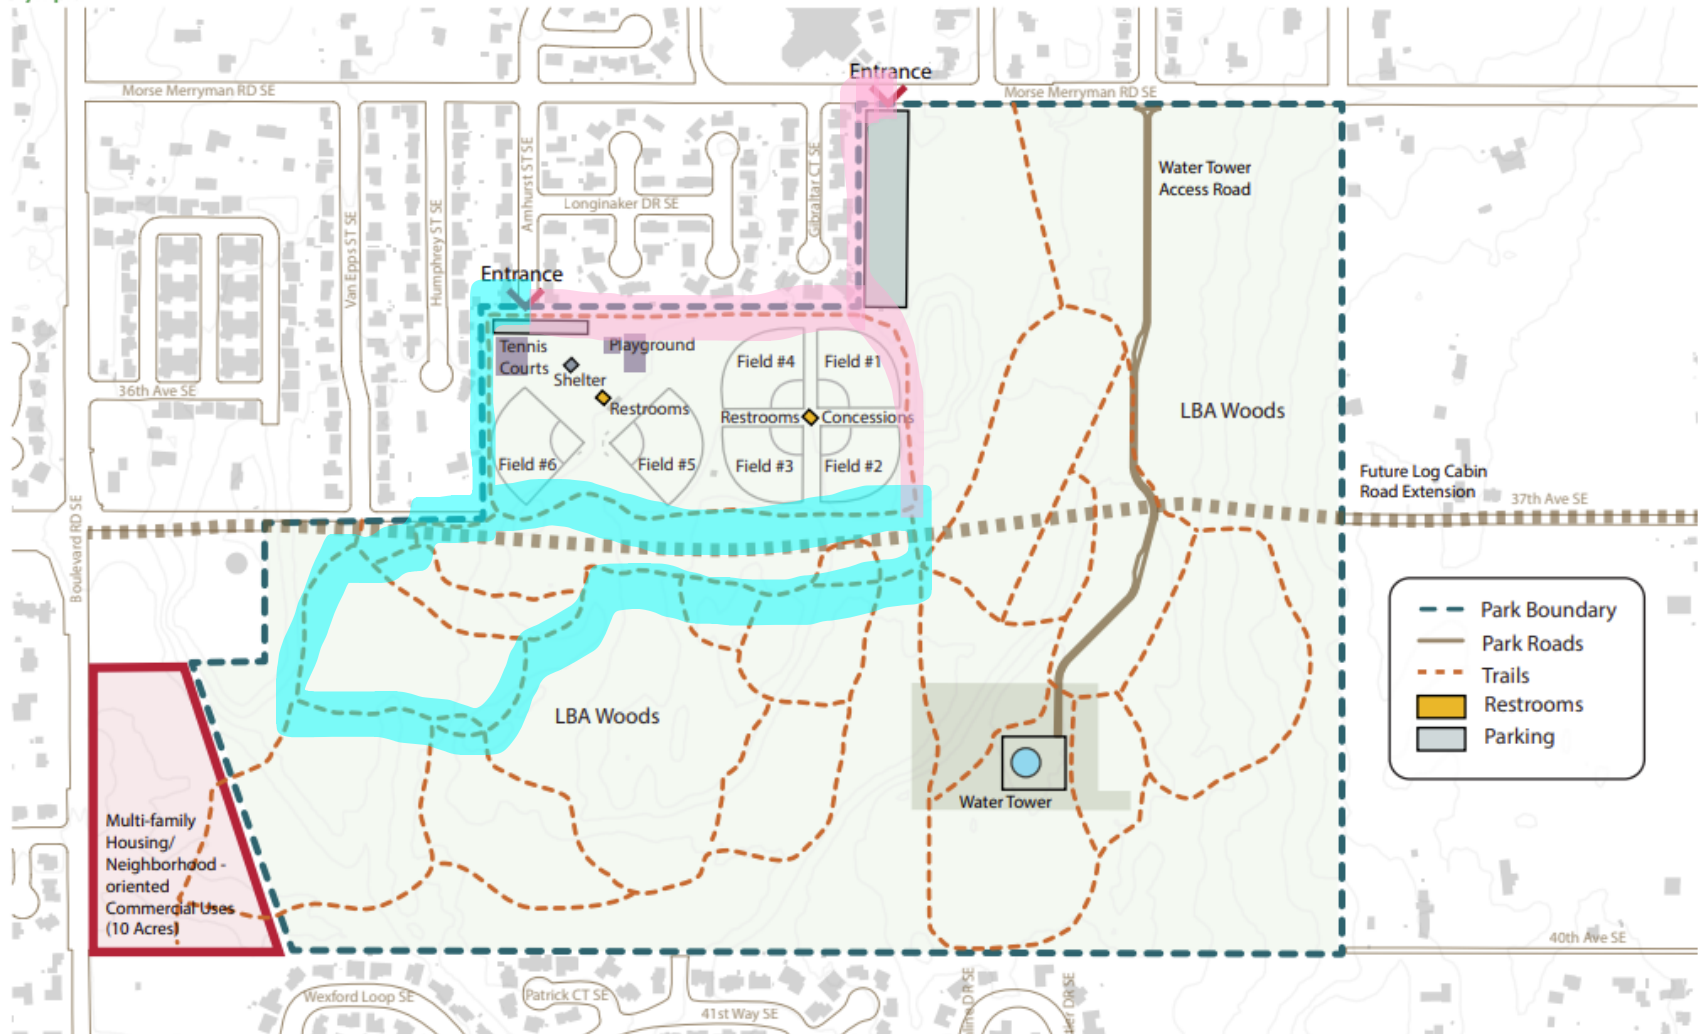 Entrance
Morse Merryman RD SE
Morse Merryman RD SE
Water Tower
Access Road
Amhurst ST SE
Gibraltar CT SE
Longinaker DR SE
Van Epps ST SE
Humphrey ST SE
Entrance
Tennis
Courts
Playground
Shelter
Restrooms
Field #4
Field #1
Restrooms
Concessions
Field #6
Field #5
Field #3
Field #2
36th Ave SE
LBA Woods
Future Log Cabin
Road Extension
37th Ave SE
Boulevard RD SE
Park Boundary
Park Roads
Trails
Restrooms
Parking
LBA Woods
Water Tower
Multi-family
Housing/
Neighborhood -
oriented
Commercial Uses
(10 Acres)
40th Ave SE
Wexford Loop SE
Patrick CT SE
41st Way SE
DR SE
DR SE